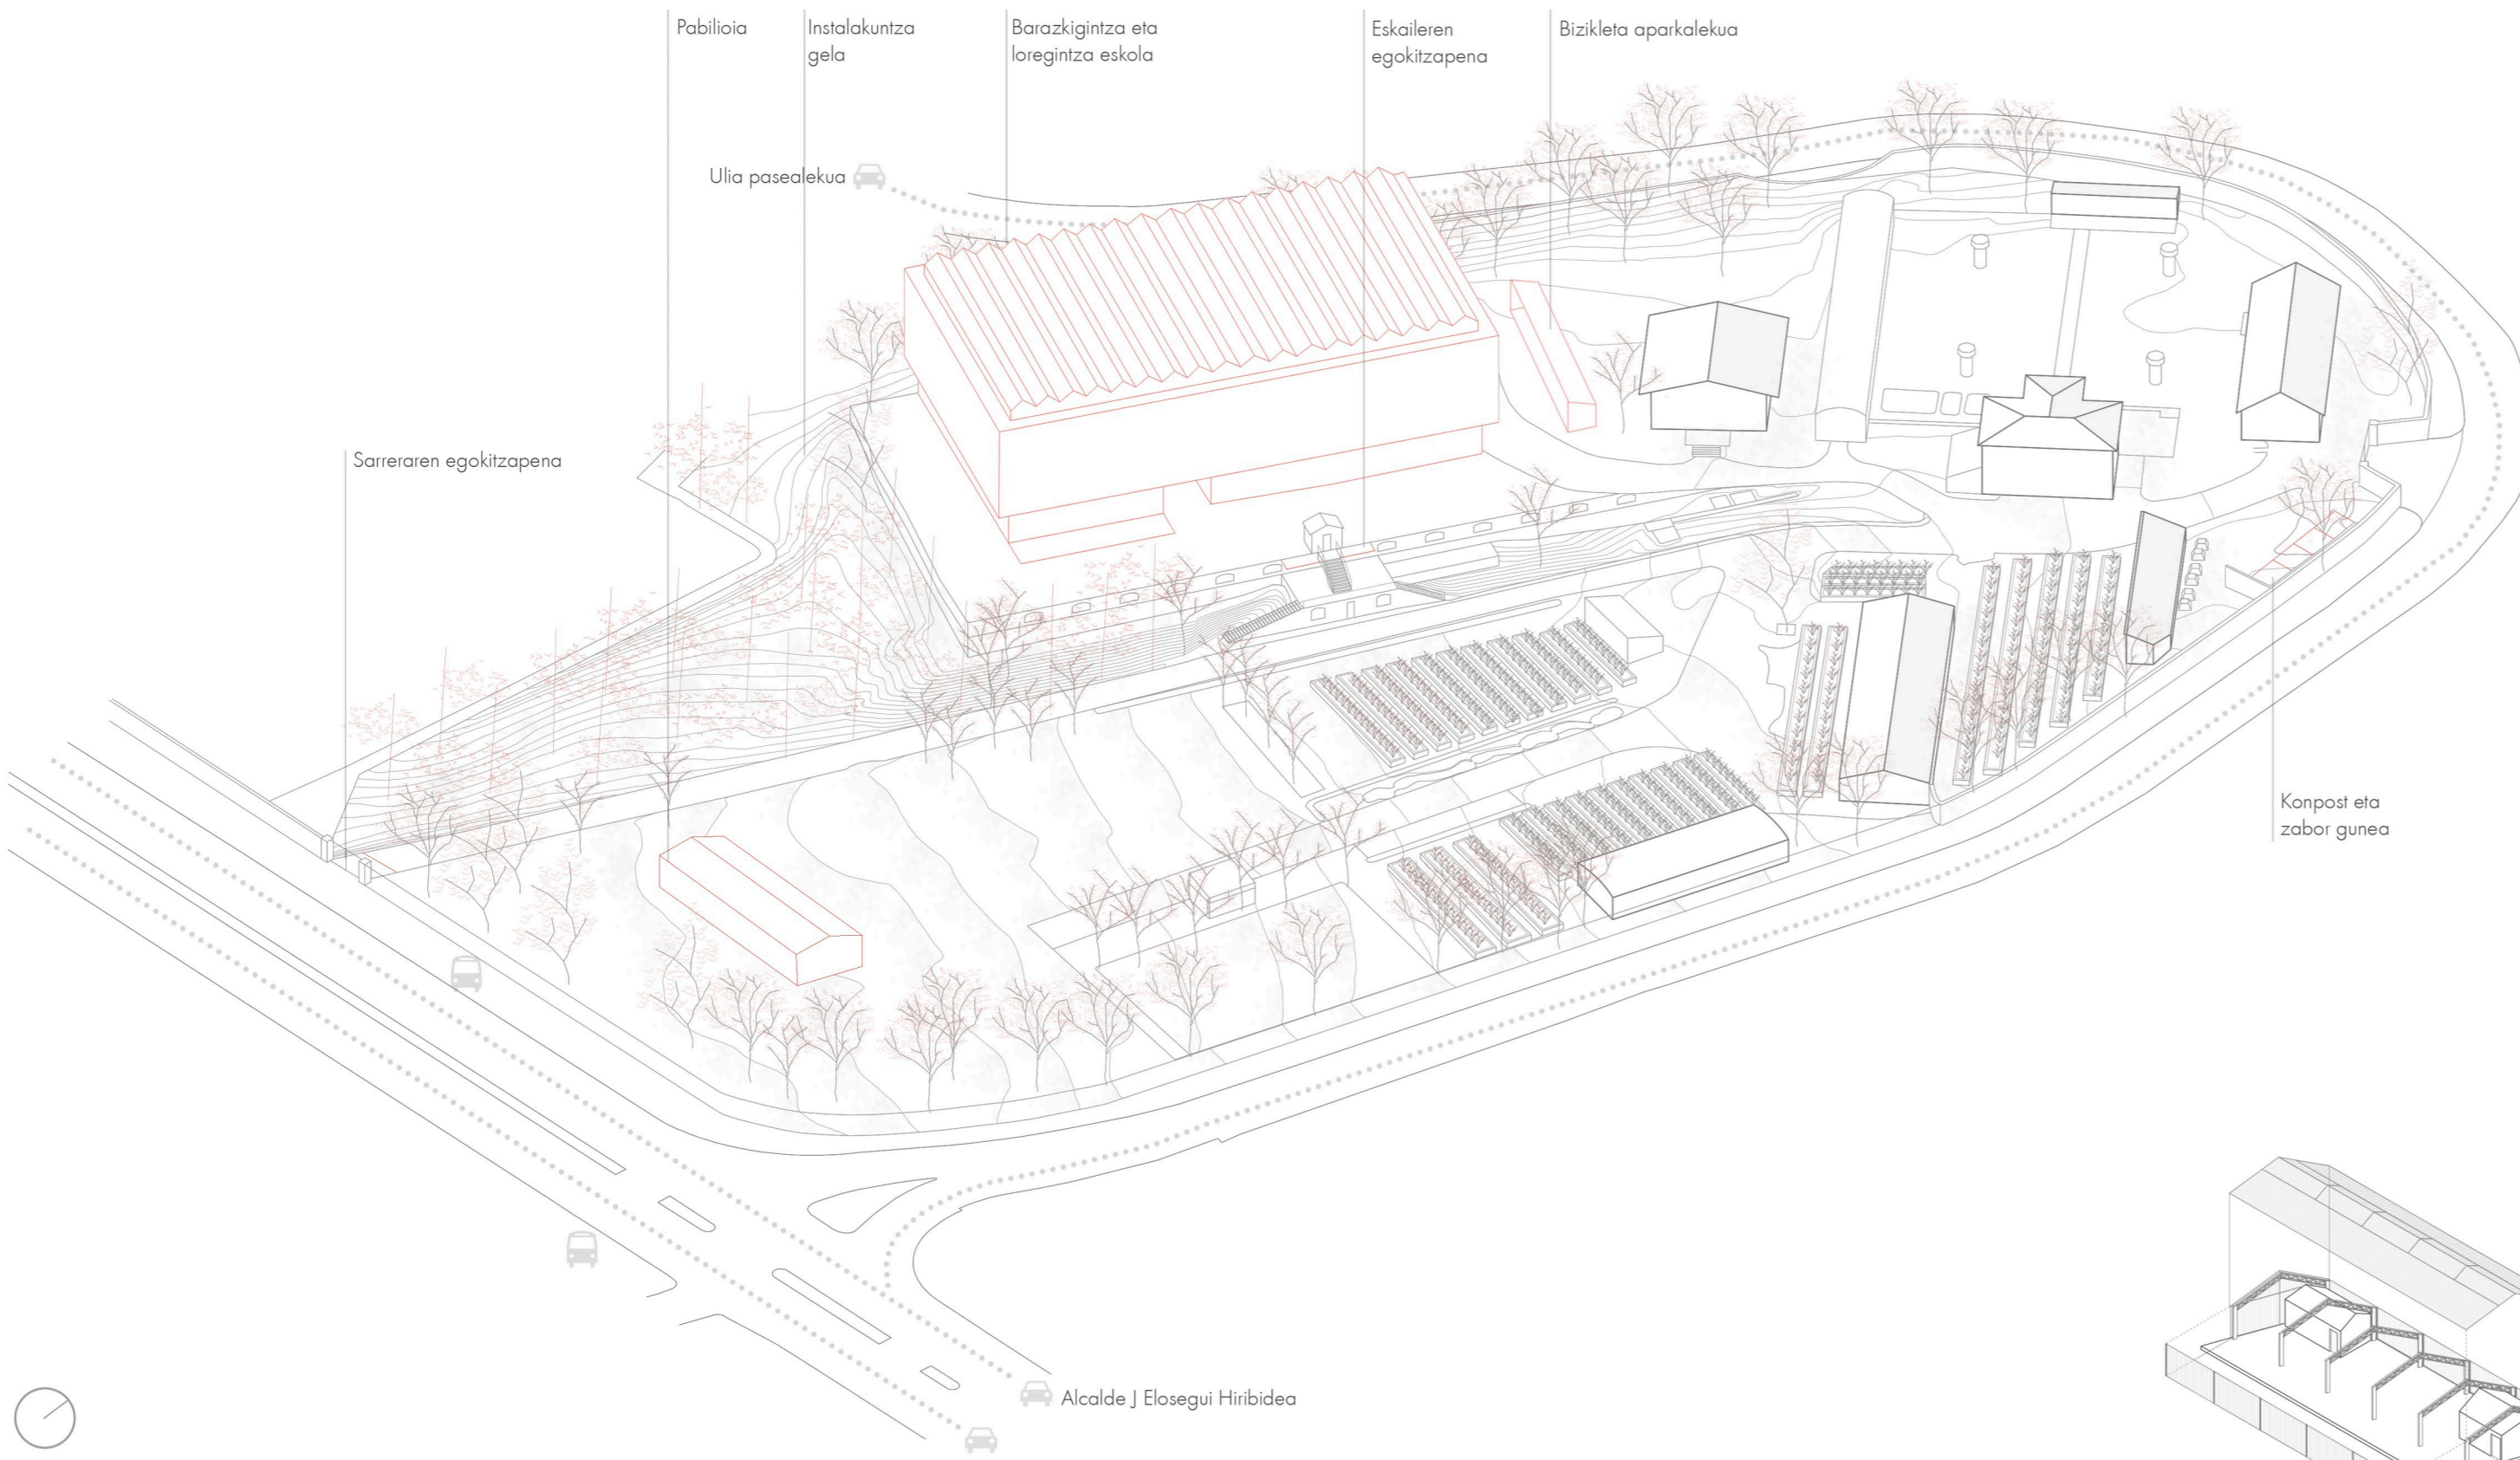 Pabilioia
Instalakuntza
gela
Barazkigintza eta
loregintza eskola
Eskaileren
egokitzapena
Bizikleta aparkalekua
Ulia pasealekua
Sarreraren egokitzapena
Konpost eta
zabor gunea
Alcalde J Elosegui Hiribidea